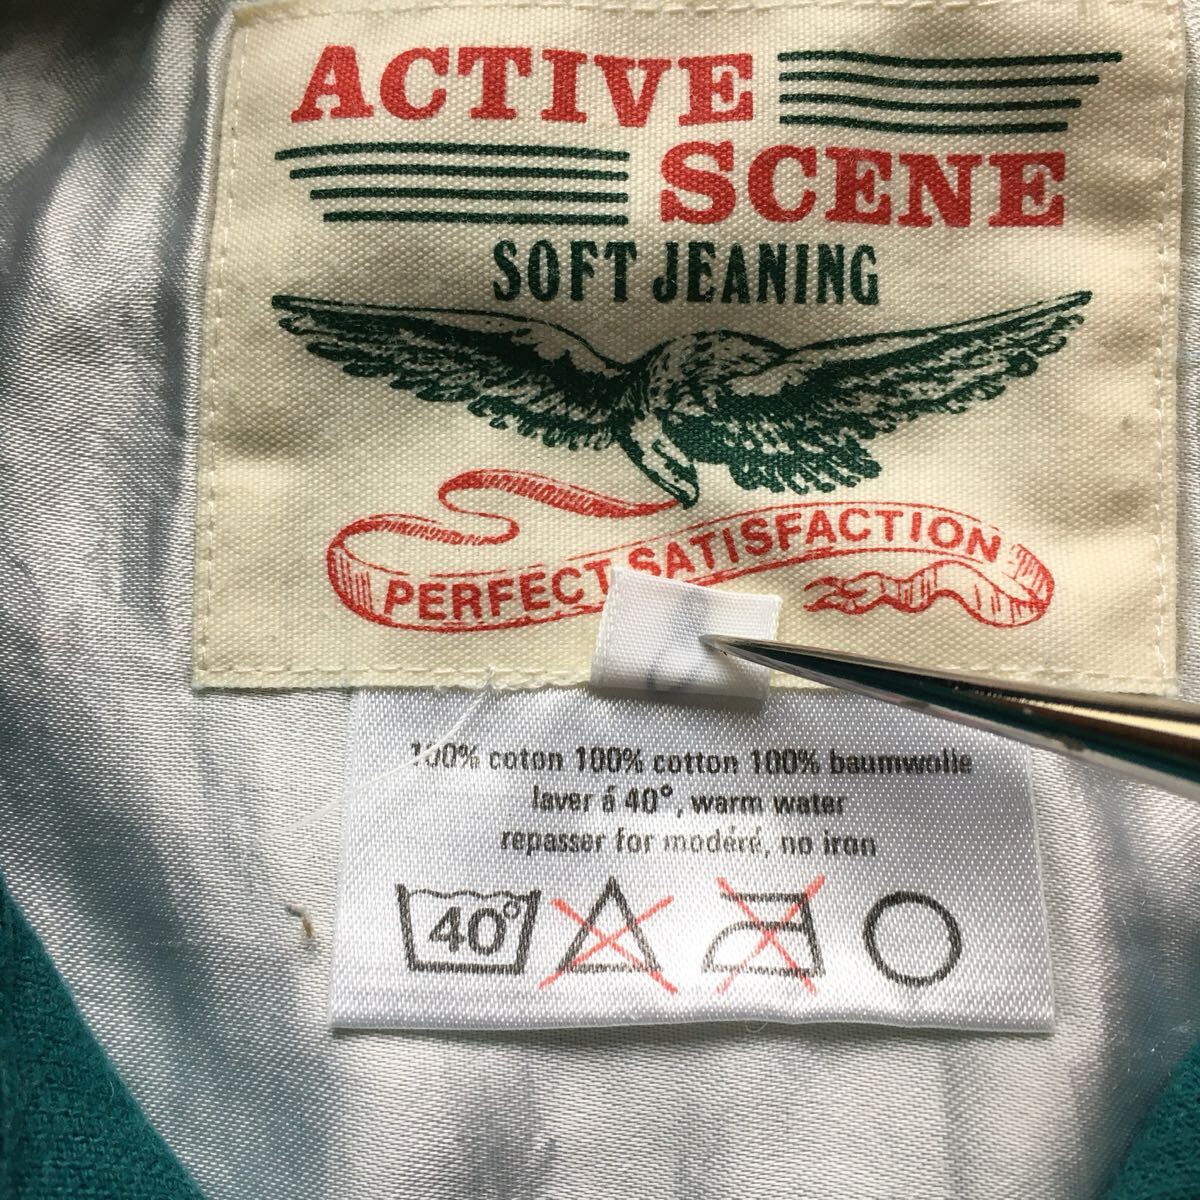 ACTIVE
SCENE
SOFT JEANING
PERFECT SATISFACTION
100% coton 100% cotton 100% baumwolle
laver á 40°, warm water
repasser for modéré, no iron
40°